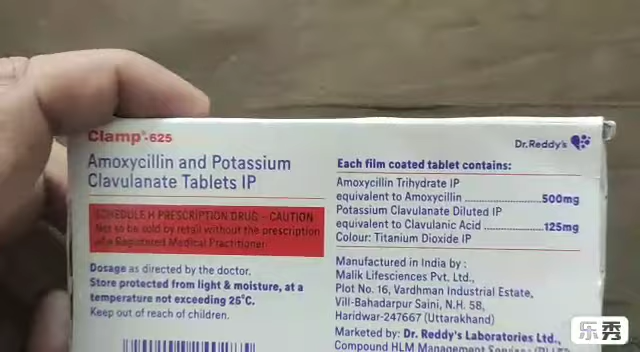 Clamp®-625
Amoxycillin and Potassium
Clavulanate Tablets IP
SCHEDULE H PRESCRIPTION DRUG - CAUTION
Not to be sold by retail without the prescription
of a Registered Medical Practitioner.
Dosage as directed by the doctor.
Store protected from light & moisture, at a
temperature not exceeding 25°C.
Keep out of reach of children.
Dr.Reddy's
Each film coated tablet contains:
Amoxycillin Trihydrate IP
equivalent to Amoxycillin 500mg
Potassium Clavulanate Diluted IP
equivalent to Clavulanic Acid 125mg
Colour: Titanium Dioxide IP
Manufactured in India by :
Malik Lifesciences Pvt. Ltd.,
Plot No. 16, Vardhman Industrial Estate,
Vill-Bahadarpur Saini, N.H. 58,
Haridwar-247667 (Uttarakhand)
Marketed by: Dr. Reddy's Laboratories Ltd.,
Compound HLM Management
乐秀